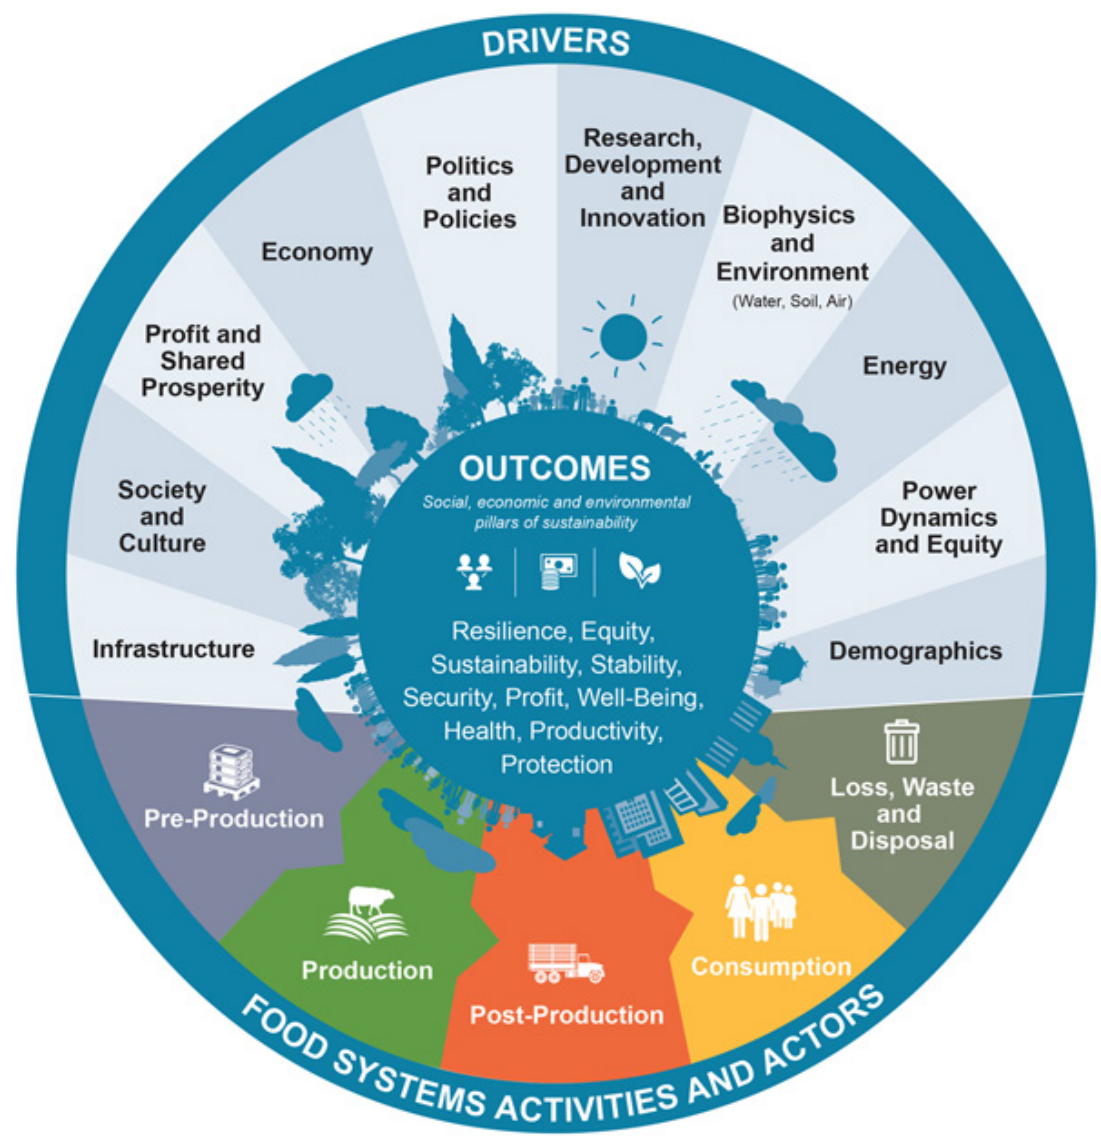 DRIVERS
Infrastructure
Society
and
Culture
Profit and
Shared
Prosperity
Economy
Politics
and
Policies
Research,
Development
and
Innovation
Biophysics
and
Environment
(Water, Soil, Air)
Energy
Power
Dynamics
and Equity
Demographics
OUTCOMES
Social, economic and environmental
pillars of sustainability
Resilience, Equity,
Sustainability, Stability,
Security, Profit, Well-Being,
Health, Productivity,
Protection
Pre-Production
Production
Post-Production
Consumption
Loss, Waste
and
Disposal
FOOD SYSTEMS ACTIVITIES AND ACTORS